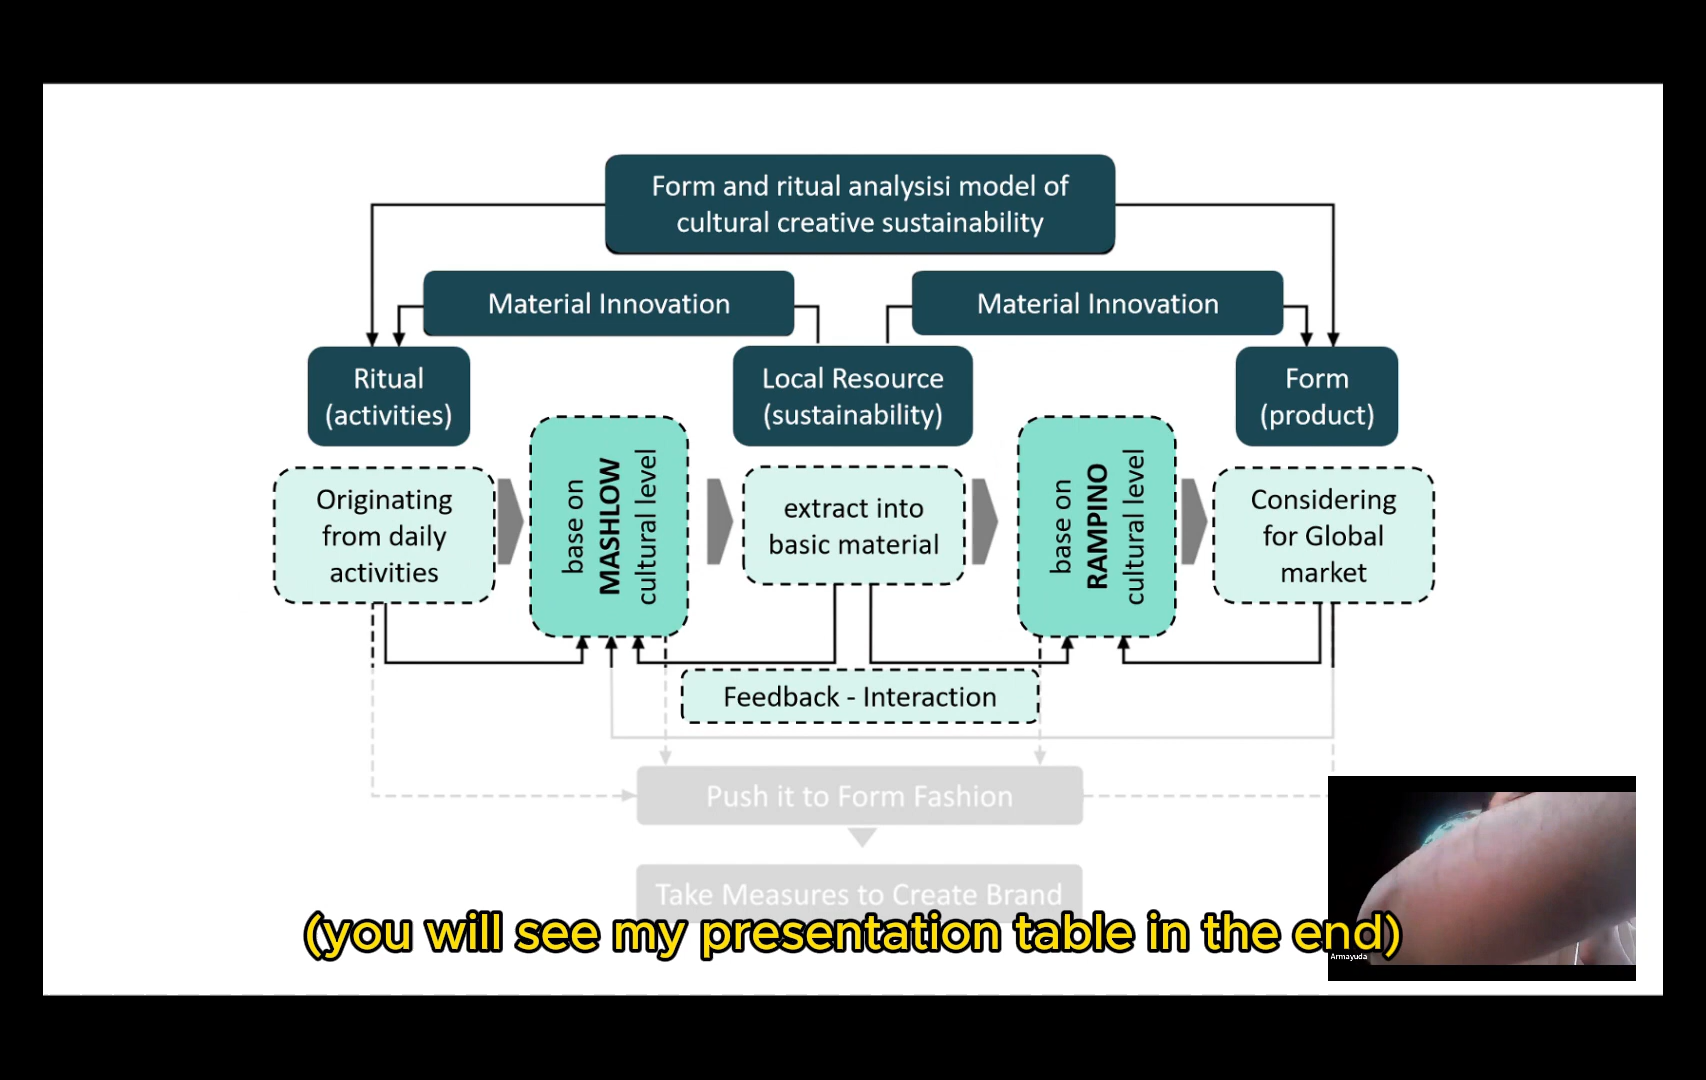 Form and ritual analysisi model of
cultural creative sustainability
Material Innovation
Material Innovation
Ritual
(activities)
Local Resource
(sustainability)
Form
(product)
Originating
from daily
activities
base on
MASHLOW
cultural level
extract into
basic material
base on
RAMPINO
cultural level
Considering
for Global
market
Feedback - Interaction
Push it to Form Fashion
Take Measures to Create Brand
(you will see my presentation table in the end)
Armayuda